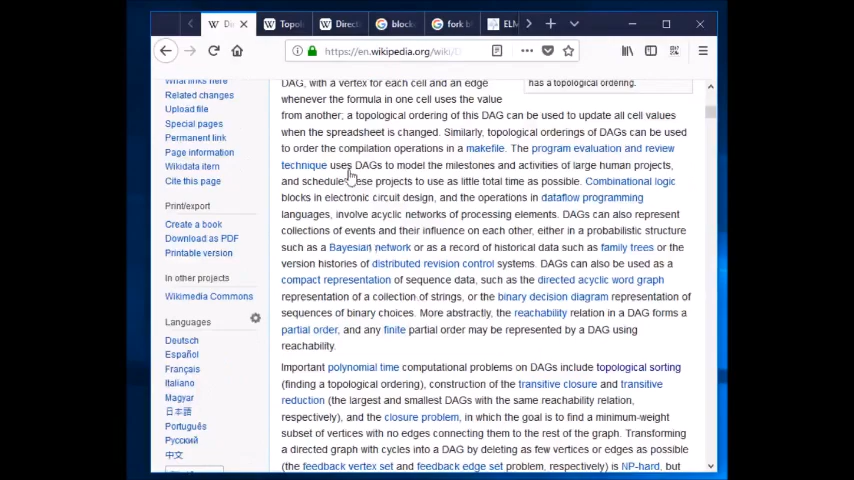 Di
Topolo
Direct
block
fork b
ELM
https://en.wikipedia.org/wiki/D
What links here
Related changes
Upload file
Special pages
Permanent link
Page information
Wikidata item
Cite this page
Print/export
Create a book
Download as PDF
Printable version
In other projects
Wikimedia Commons
Languages
Deutsch
Español
Français
Italiano
Magyar
日本語
Português
Русский
中文
DAG, with a vertex for each cell and an edge
has a topological ordering.
whenever the formula in one cell uses the value
from another; a topological ordering of this DAG can be used to update all cell values
when the spreadsheet is changed. Similarly, topological orderings of DAGs can be used
to order the compilation operations in a makefile. The program evaluation and review
technique uses DAGs to model the milestones and activities of large human projects,
and schedule these projects to use as little total time as possible. Combinational logic
blocks in electronic circuit design, and the operations in dataflow programming
languages, involve acyclic networks of processing elements. DAGs can also represent
collections of events and their influence on each other, either in a probabilistic structure
such as a Bayesian network or as a record of historical data such as family trees or the
version histories of distributed revision control systems. DAGs can also be used as a
compact representation of sequence data, such as the directed acyclic word graph
representation of a collection of strings, or the binary decision diagram representation of
sequences of binary choices. More abstractly, the reachability relation in a DAG forms a
partial order, and any finite partial order may be represented by a DAG using
reachability.
Important polynomial time computational problems on DAGs include topological sorting
(finding a topological ordering), construction of the transitive closure and transitive
reduction (the largest and smallest DAGs with the same reachability relation,
respectively), and the closure problem, in which the goal is to find a minimum-weight
subset of vertices with no edges connecting them to the rest of the graph. Transforming
a directed graph with cycles into a DAG by deleting as few vertices or edges as possible
(the feedback vertex set and feedback edge set problem, respectively) is NP-hard, but